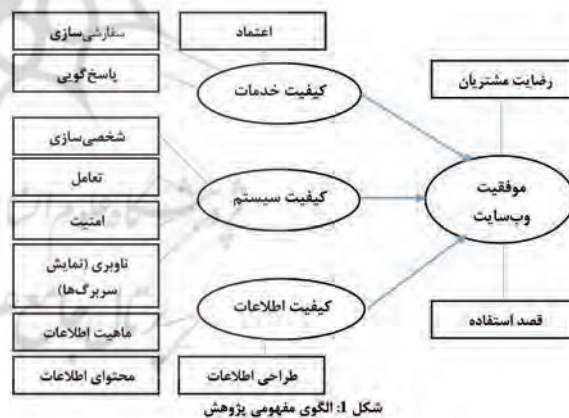 سفارشی‌سازی
اعتماد
پاسخ‌گویی
کیفیت خدمات
رضایت مشتریان
شخصی‌سازی
تعامل
کیفیت سیستم
موفقیت
وب‌سایت
امنیت
ناوبری (نمایش
سربرگ‌ها)
کیفیت اطلاعات
ماهیت اطلاعات
قصد استفاده
محتوای اطلاعات
طراحی اطلاعات
شکل 1: الگوی مفهومی پژوهش